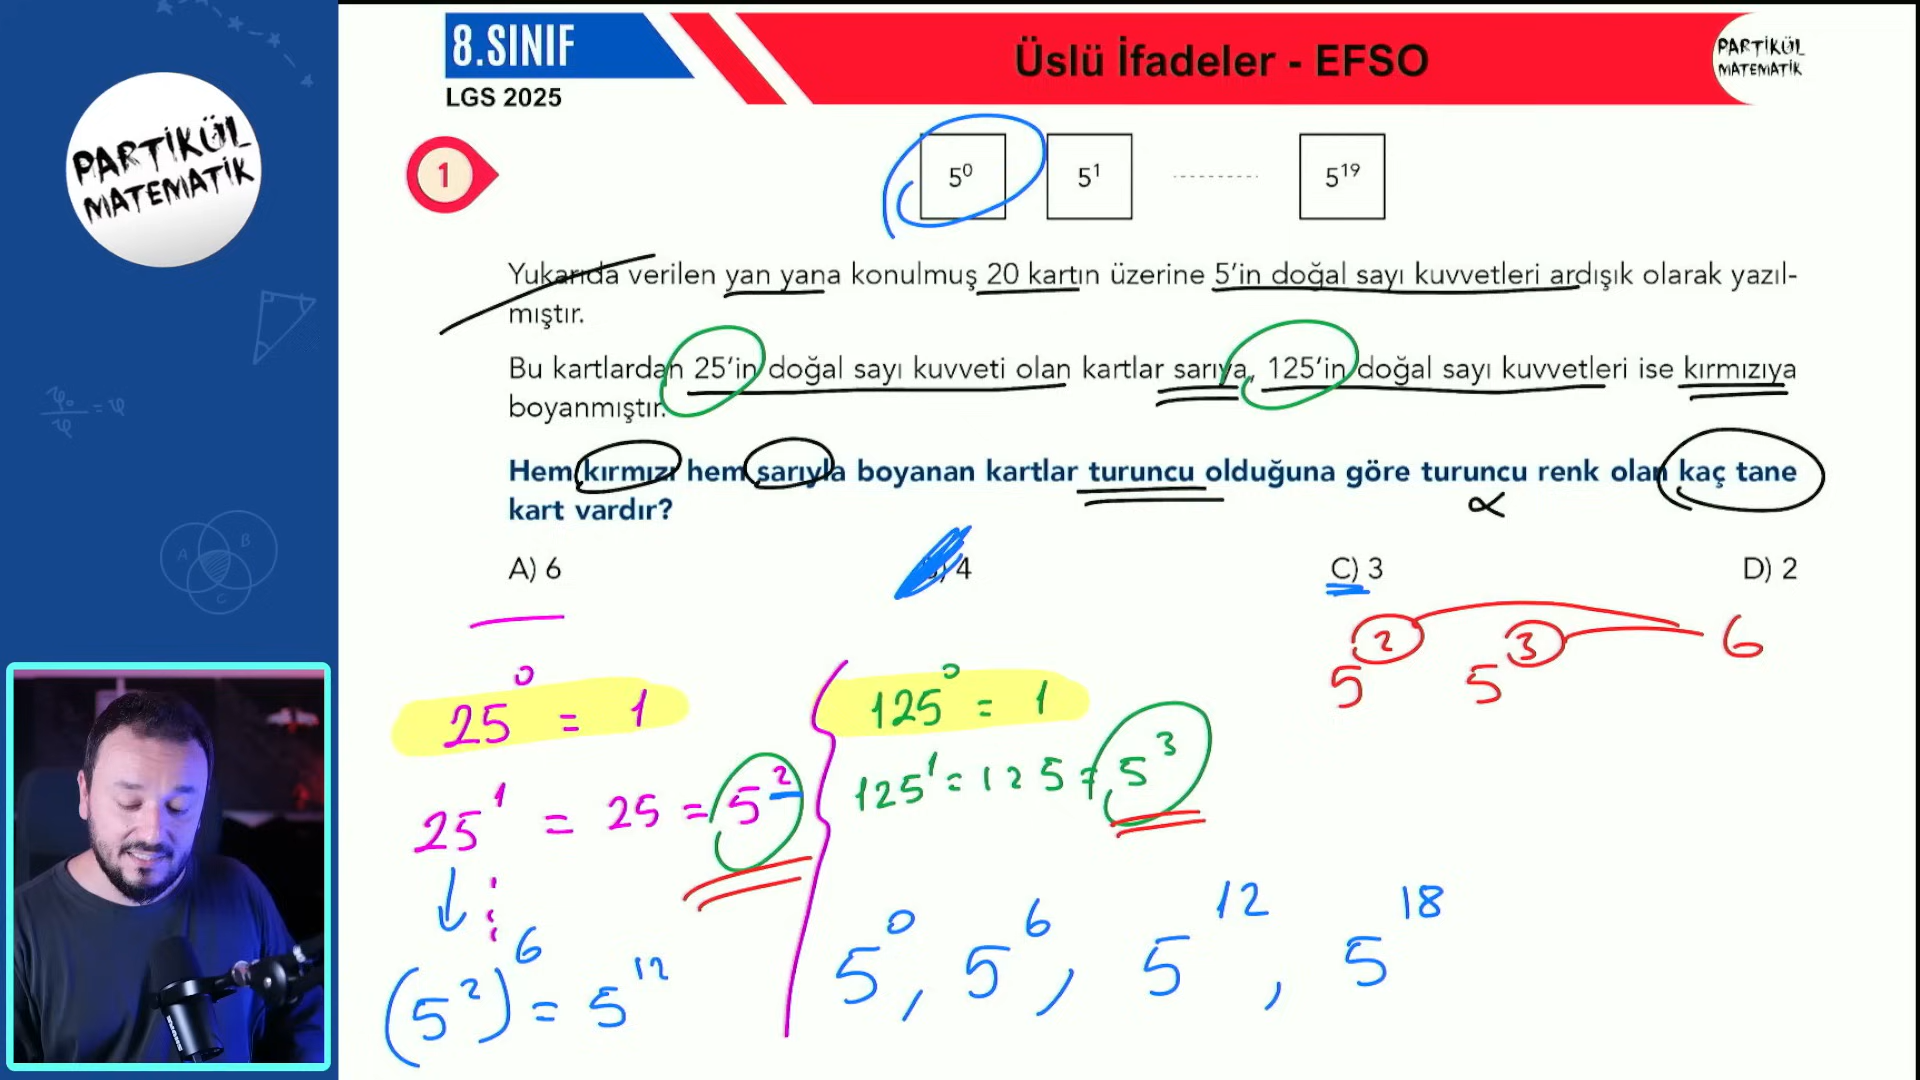 8.SINIF
LGS 2025
Üslü İfadeler - EFSO
PARTİKÜL
MATEMATİK
PARTİKÜL
MATEMATİK
1
5⁰ 5¹ ............ 5¹⁹
Yukarıda verilen yan yana konulmuş 20 kartın üzerine 5'in doğal sayı kuvvetleri ardışık olarak yazıl-
mıştır.
Bu kartlardan 25'in doğal sayı kuvveti olan kartlar sarıya, 125'in doğal sayı kuvvetleri ise kırmızıya
boyanmıştır.
Hem kırmızı hem sarıyla boyanan kartlar turuncu olduğuna göre turuncu renk olan kaç tane
kart vardır?
α
A) 6 ) 4 C) 3 D) 2
5² 5³ 6
25⁰ = 1 125⁰ = 1
25¹ = 25 = 5² 125¹ = 125 = 5³
(5²)⁶ = 5¹² 5⁰, 5⁶, 5¹², 5¹⁸
A B
C